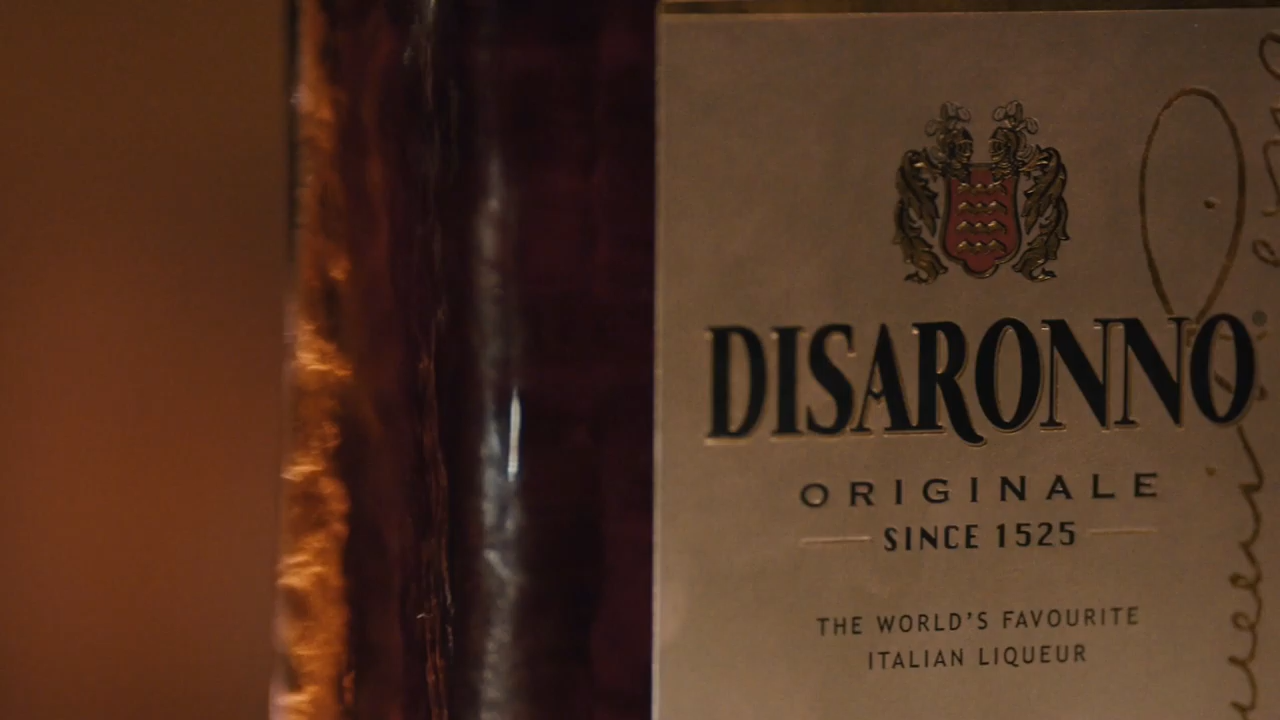 DISARONNO®
ORIGINALE
SINCE 1525
THE WORLD'S FAVOURITE
ITALIAN LIQUEUR